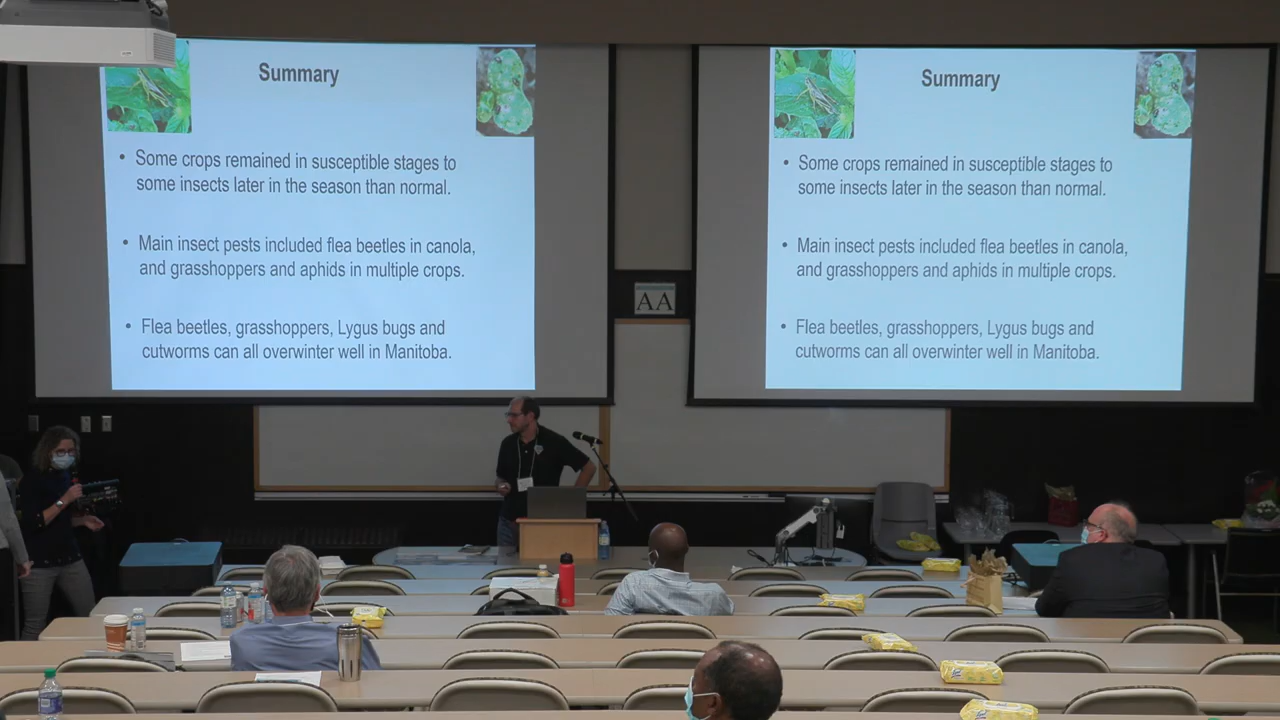 Summary
• Some crops remained in susceptible stages to
some insects later in the season than normal.
• Main insect pests included flea beetles in canola,
and grasshoppers and aphids in multiple crops.
• Flea beetles, grasshoppers, Lygus bugs and
cutworms can all overwinter well in Manitoba.
AA
Summary
• Some crops remained in susceptible stages to
some insects later in the season than normal.
• Main insect pests included flea beetles in canola,
and grasshoppers and aphids in multiple crops.
• Flea beetles, grasshoppers, Lygus bugs and
cutworms can all overwinter well in Manitoba.